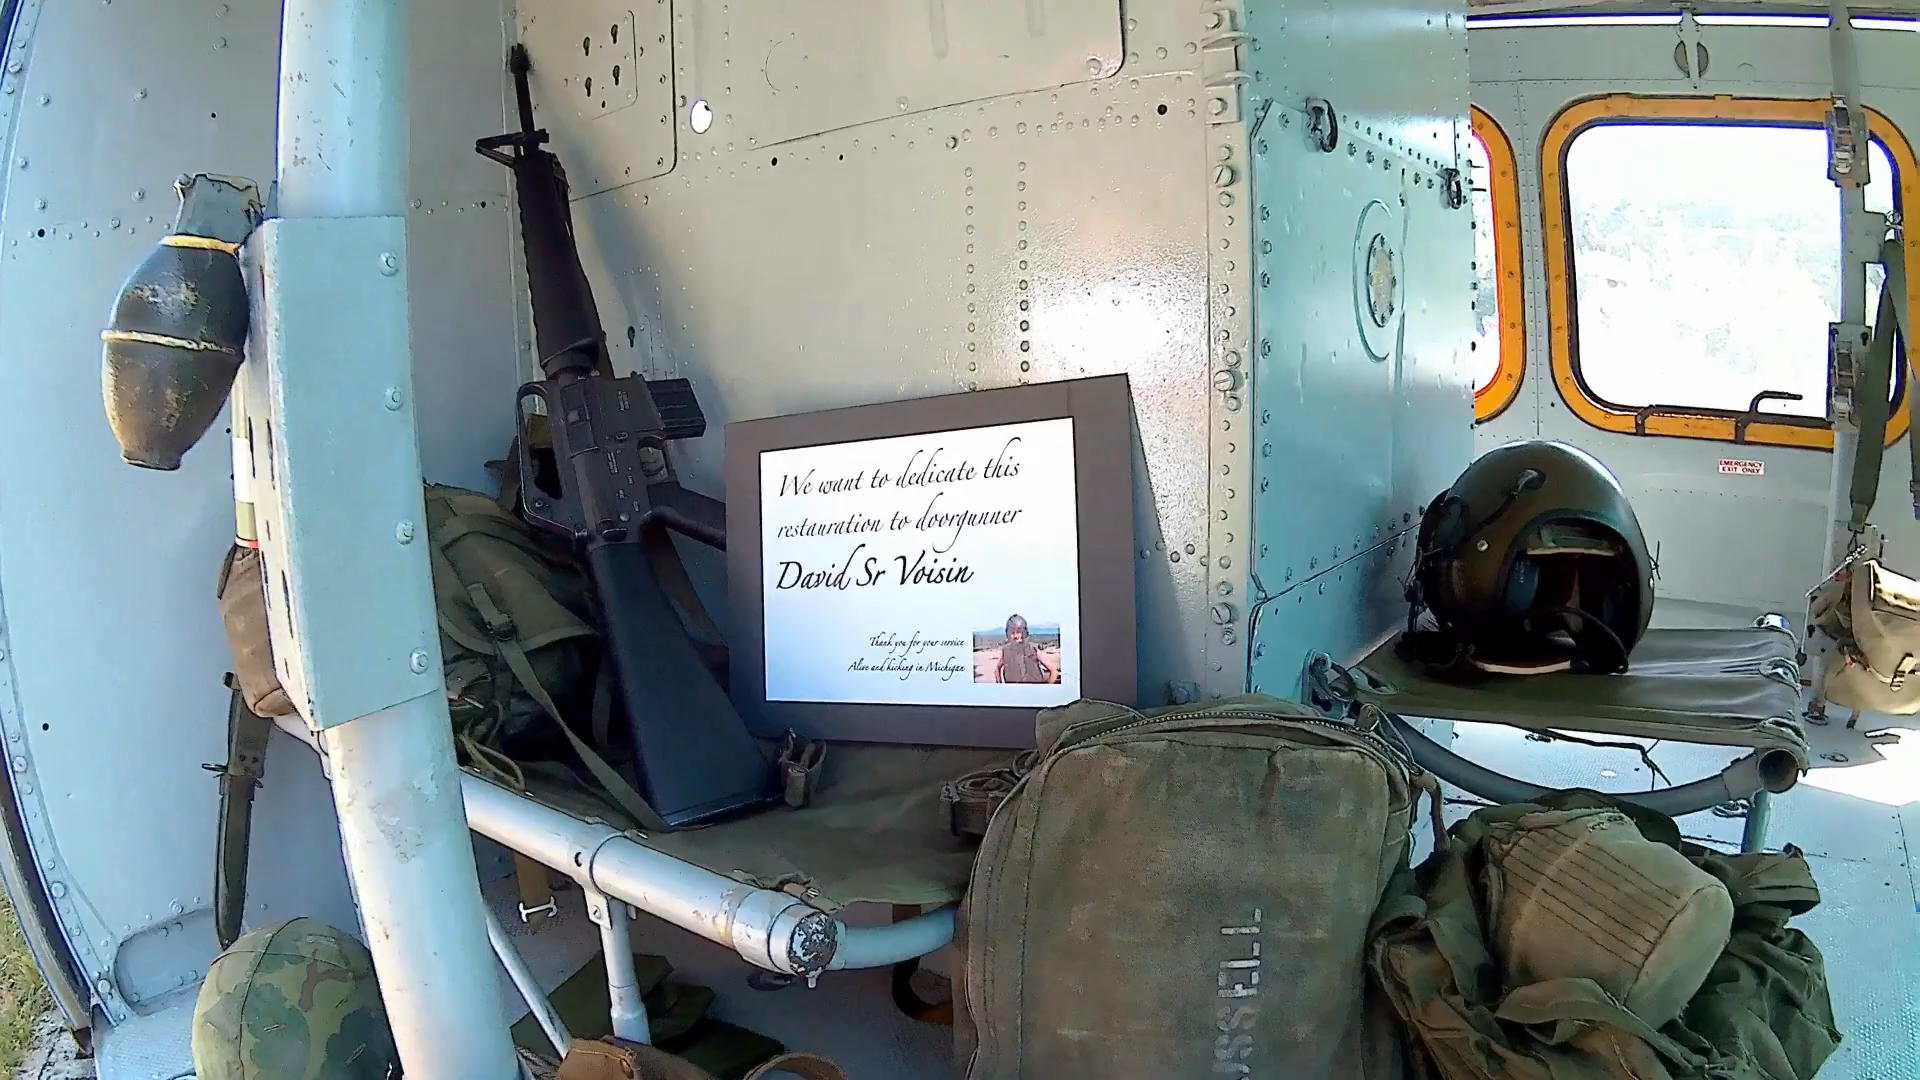 We want to dedicate this
restauration to doorgunner
David Sr Voisin
Thank you for your service
Alive and kicking in Michigan
EMERGENCY
EXIT ONLY
USSELL